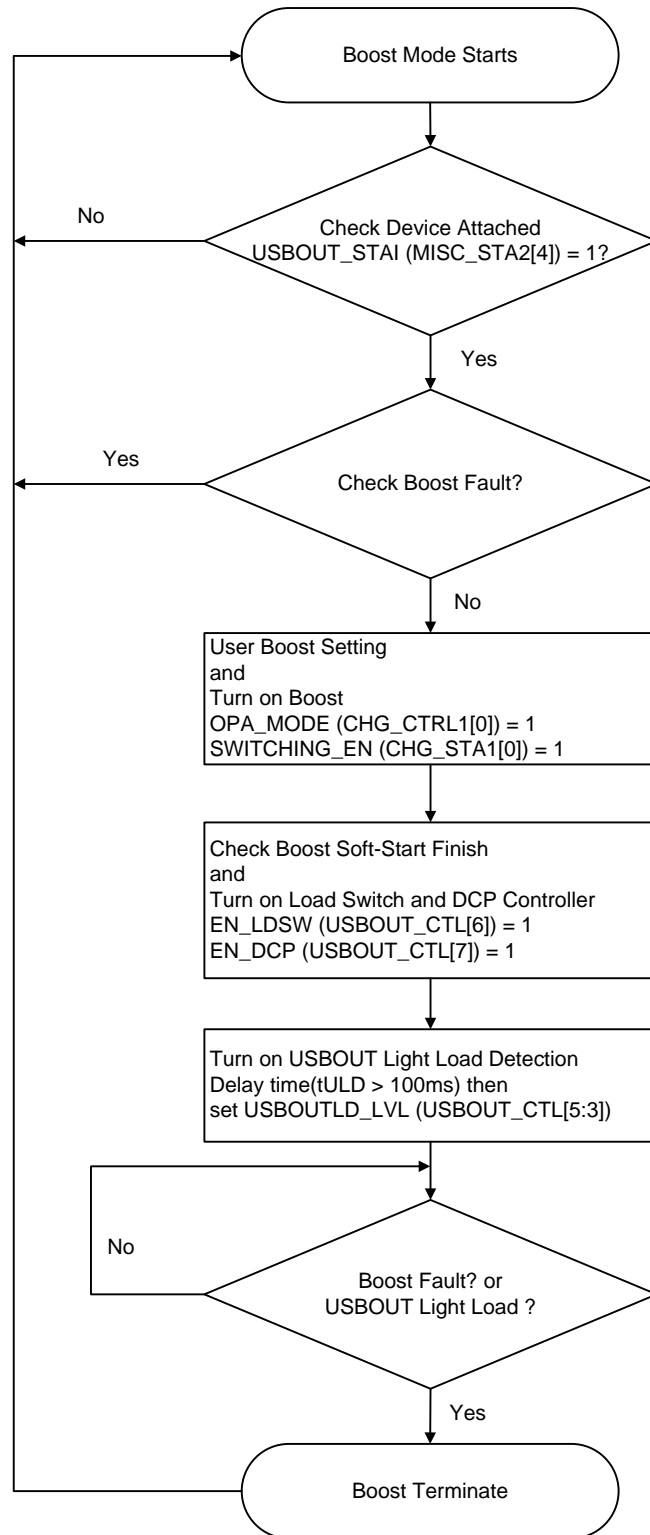 Boost Mode Starts
No
Check Device Attached
USBOUT_STAI (MISC_STA2[4]) = 1?
Yes
Yes
Check Boost Fault?
No
User Boost Setting
and
Turn on Boost
OPA_MODE (CHG_CTRL1[0]) = 1
SWITCHING_EN (CHG_STA1[0]) = 1
Check Boost Soft-Start Finish
and
Turn on Load Switch and DCP Controller
EN_LDSW (USBOUT_CTL[6]) = 1
EN_DCP (USBOUT_CTL[7]) = 1
Turn on USBOUT Light Load Detection
Delay time(tULD > 100ms) then
set USBOUTLD_LVL (USBOUT_CTL[5:3])
No
Boost Fault? or
USBOUT Light Load ?
Yes
Boost Terminate